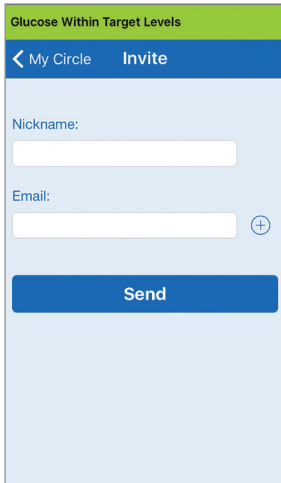 Glucose Within Target Levels
My Circle Invite
Nickname:
Email:
Send